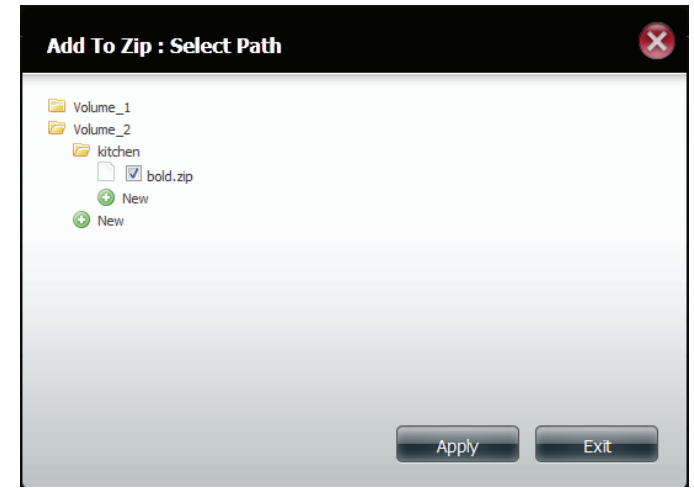 Add To Zip : Select Path
Volume_1
Volume_2
kitchen
bold.zip
New
New
Apply
Exit